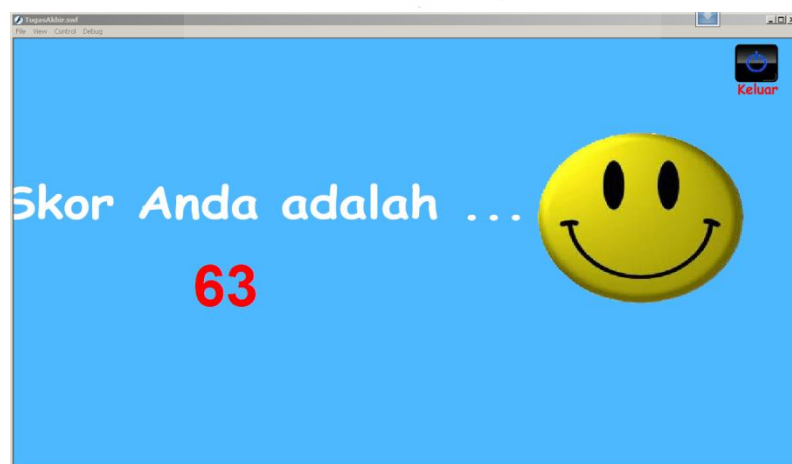 TugasAkhir.swf
File View Control Debug
Keluar
Skor Anda adalah ...
63